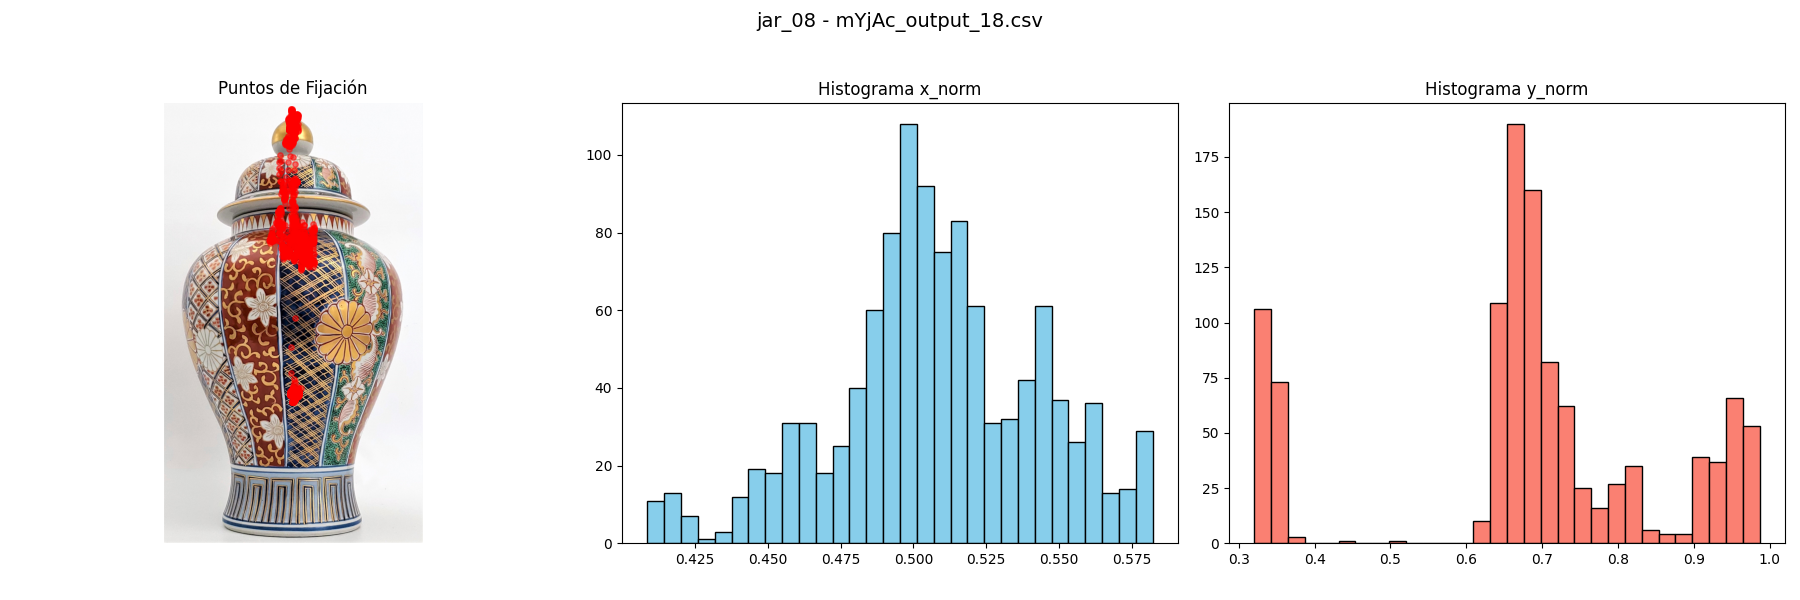 jar_08 - mYjAc_output_18.csv
Puntos de Fijación
Histograma x_norm
100
80
60
40
20
0
0.425 0.450 0.475 0.500 0.525 0.550 0.575
Histograma y_norm
175
150
125
100
75
50
25
0
0.3 0.4 0.5 0.6 0.7 0.8 0.9 1.0